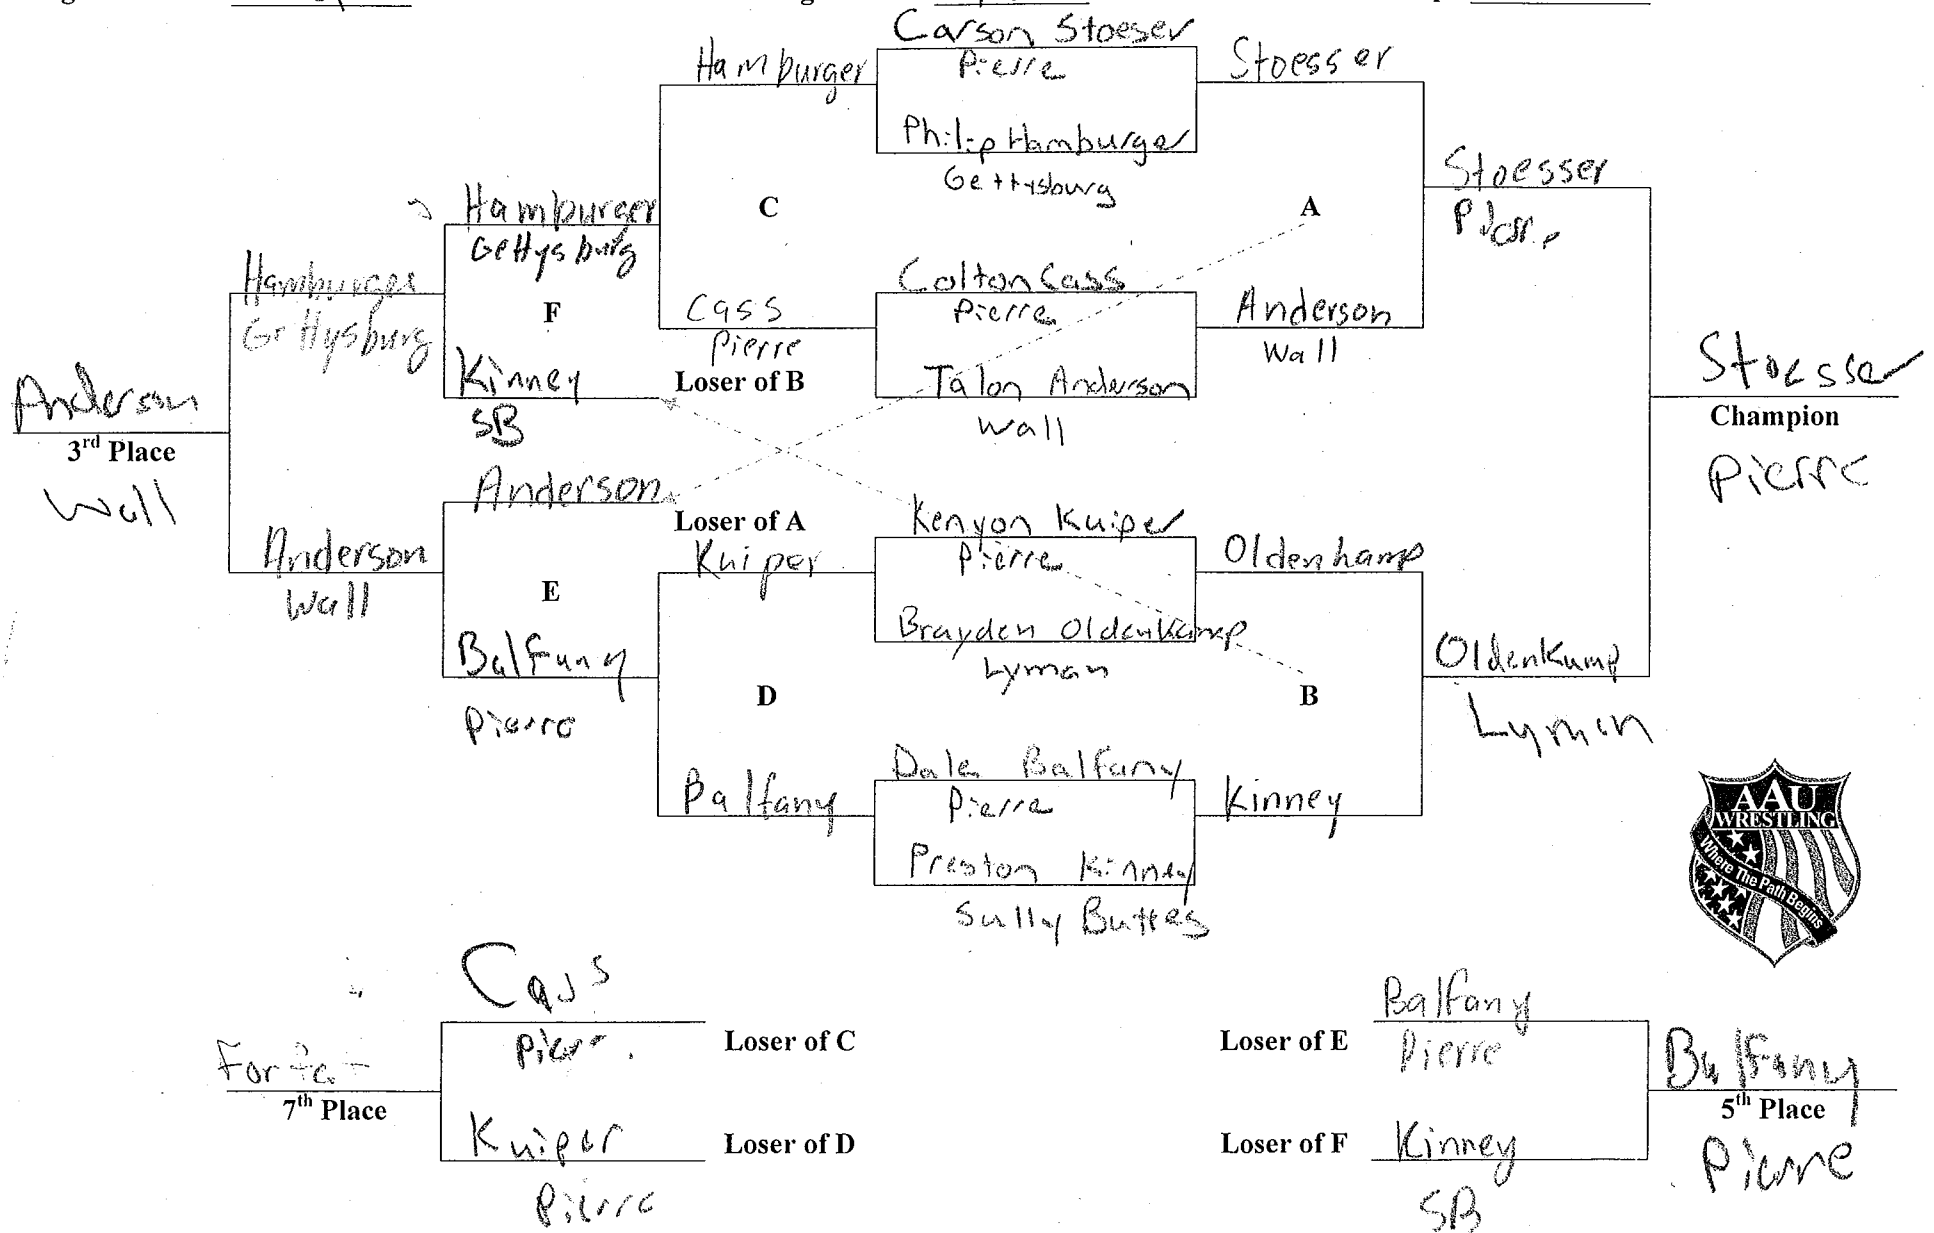 Carson Stoeser
Hamburger
Pierre
Stoesser
Philip Hamburger
Gettysburg
Stoesser
Hamburger
C
A
Gettysburg
Hamburger
Colton Cass
F
Cass
Pierre
Anderson
Gettysburg
Pierre
Wall
Kinney
Loser of B
Talon Anderson
Stoesser
Anderson
SB
Wall
Champion
3rd Place
Pierre
Wall
Anderson
Loser of A
Kenyon Kuiper
Anderson
Kuiper
Pierre
Oldenhamp
Wall
E
Brayden Oldenkamp
Balfany
Lyman
Oldenkamp
D
B
Pierre
Lyman
Dale Balfany
Balfany
Pierre
Kinney
AAU
WRESTLING
Where The Path Begins
Preston Kinney
Sully Buttes
Cass
Balfany
Pierre
Loser of C
Loser of E
Pierre
Balfany
7th Place
5th Place
Kuiper
Loser of D
Loser of F
Kinney
Pierre
Pierre
SB